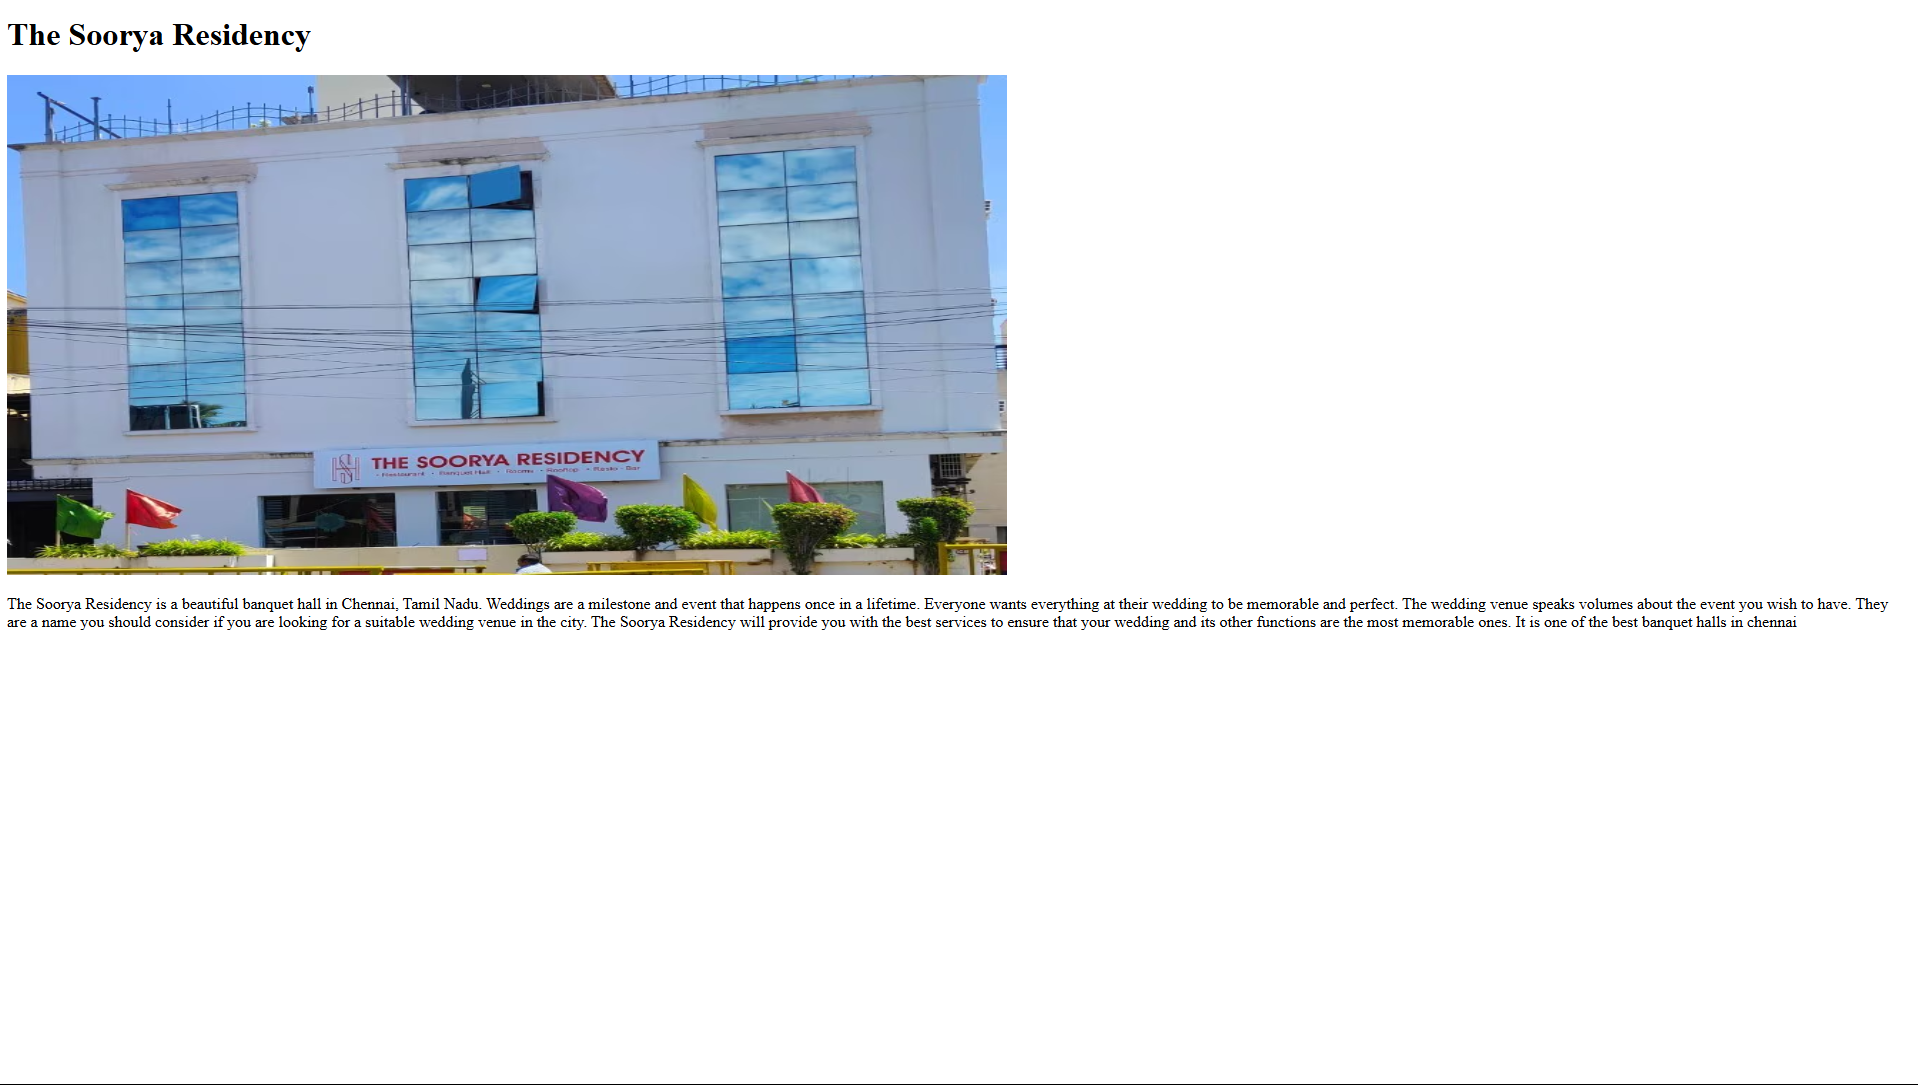 The Soorya Residency
THE SOORYA RESIDENCY
• Restaurant • Banquet Hall • Rooms • Rooftop • Resto - Bar
The Soorya Residency is a beautiful banquet hall in Chennai, Tamil Nadu. Weddings are a milestone and event that happens once in a lifetime. Everyone wants everything at their wedding to be memorable and perfect. The wedding venue speaks volumes about the event you wish to have. They
are a name you should consider if you are looking for a suitable wedding venue in the city. The Soorya Residency will provide you with the best services to ensure that your wedding and its other functions are the most memorable ones. It is one of the best banquet halls in chennai